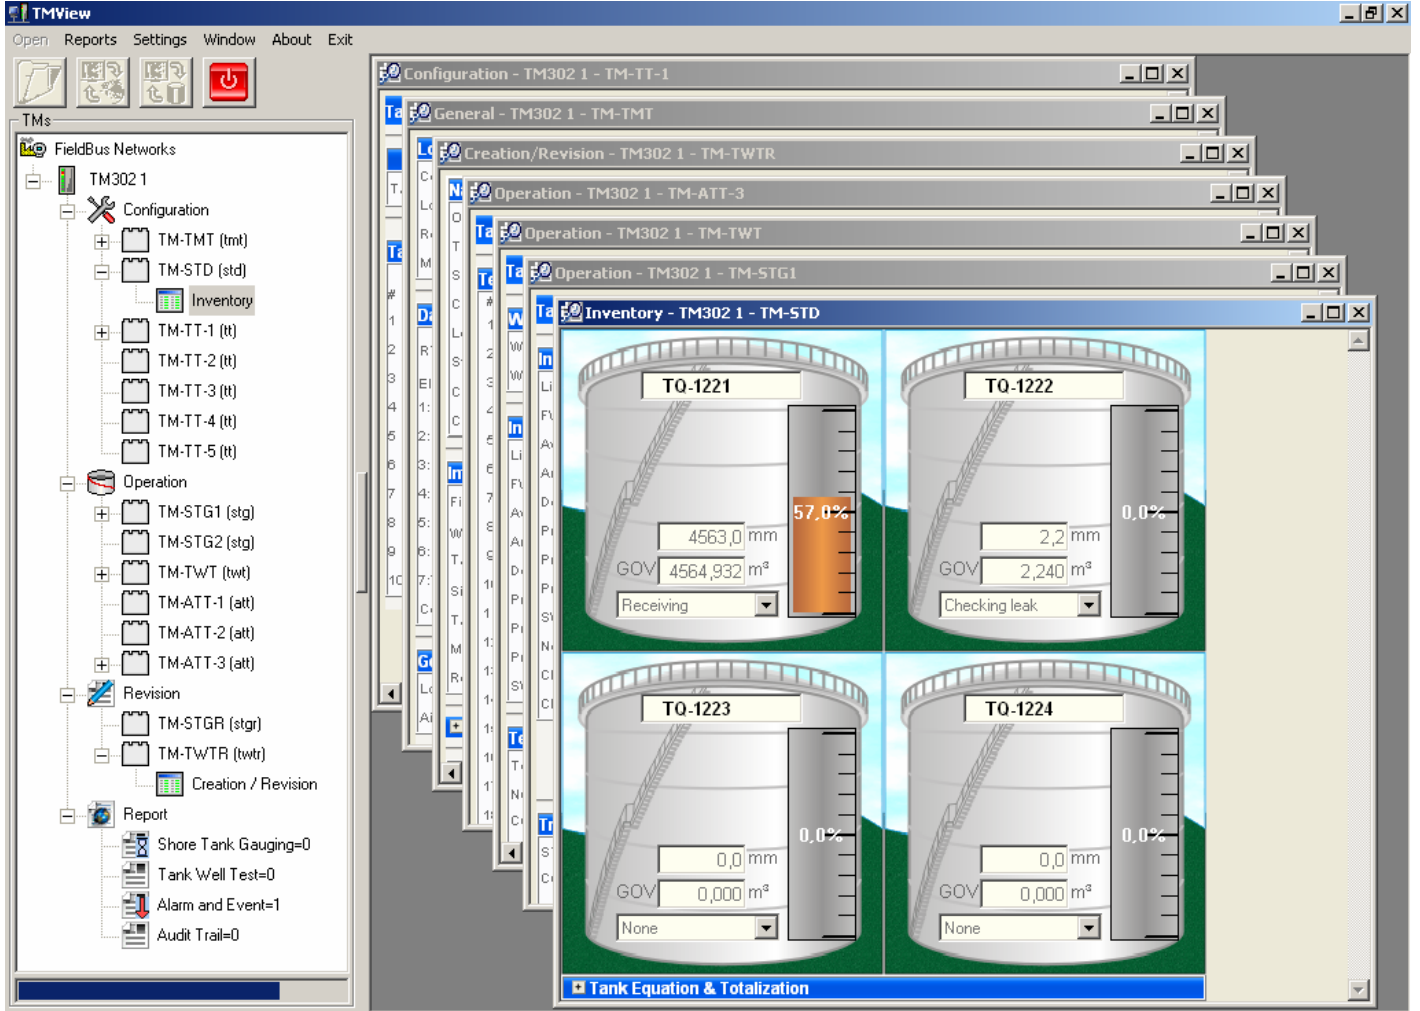 TMView
Open Reports Settings Window About Exit
TMs
FieldBus Networks
TM302 1
Configuration
TM-TMT (tmt)
TM-STD (std)
Inventory
TM-TT-1 (tt)
TM-TT-2 (tt)
TM-TT-3 (tt)
TM-TT-4 (tt)
TM-TT-5 (tt)
Operation
TM-STG1 (stg)
TM-STG2 (stg)
TM-TWT (twt)
TM-ATT-1 (att)
TM-ATT-2 (att)
TM-ATT-3 (att)
Revision
TM-STGR (stgr)
TM-TWTR (twtr)
Creation / Revision
Report
Shore Tank Gauging=0
Tank Well Test=0
Alarm and Event=1
Audit Trail=0
Configuration - TM302 1 - TM-TT-1
General - TM302 1 - TM-TMT
Creation/Revision - TM302 1 - TM-TWTR
Operation - TM302 1 - TM-ATT-3
Operation - TM302 1 - TM-TWT
Operation - TM302 1 - TM-STG1
Inventory - TM302 1 - TM-STD
TQ-1221
57,0%
4563,0 mm
GOV 4564,932 m³
Receiving
TQ-1222
0,0%
2,2 mm
GOV 2,240 m³
Checking leak
TQ-1223
0,0%
0,0 mm
GOV 0,000 m³
None
TQ-1224
0,0%
0,0 mm
GOV 0,000 m³
None
Tank Equation & Totalization